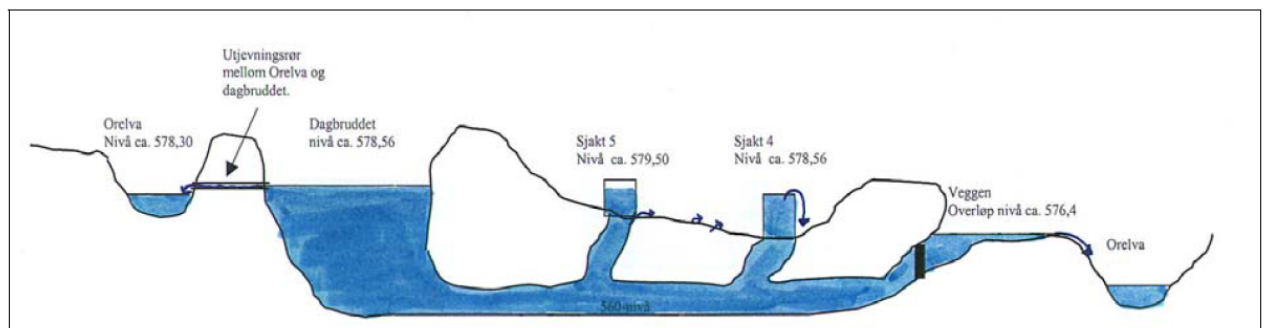 Utjevningsrør
mellom Orelva og
dagbruddet.
Orelva
Nivå ca. 578,30
Dagbruddet
nivå ca. 578,56
Sjakt 5
Nivå ca. 579,50
Sjakt 4
Nivå ca. 578,56
Veggen
Overløp nivå ca. 576,4
Orelva
560-nivå